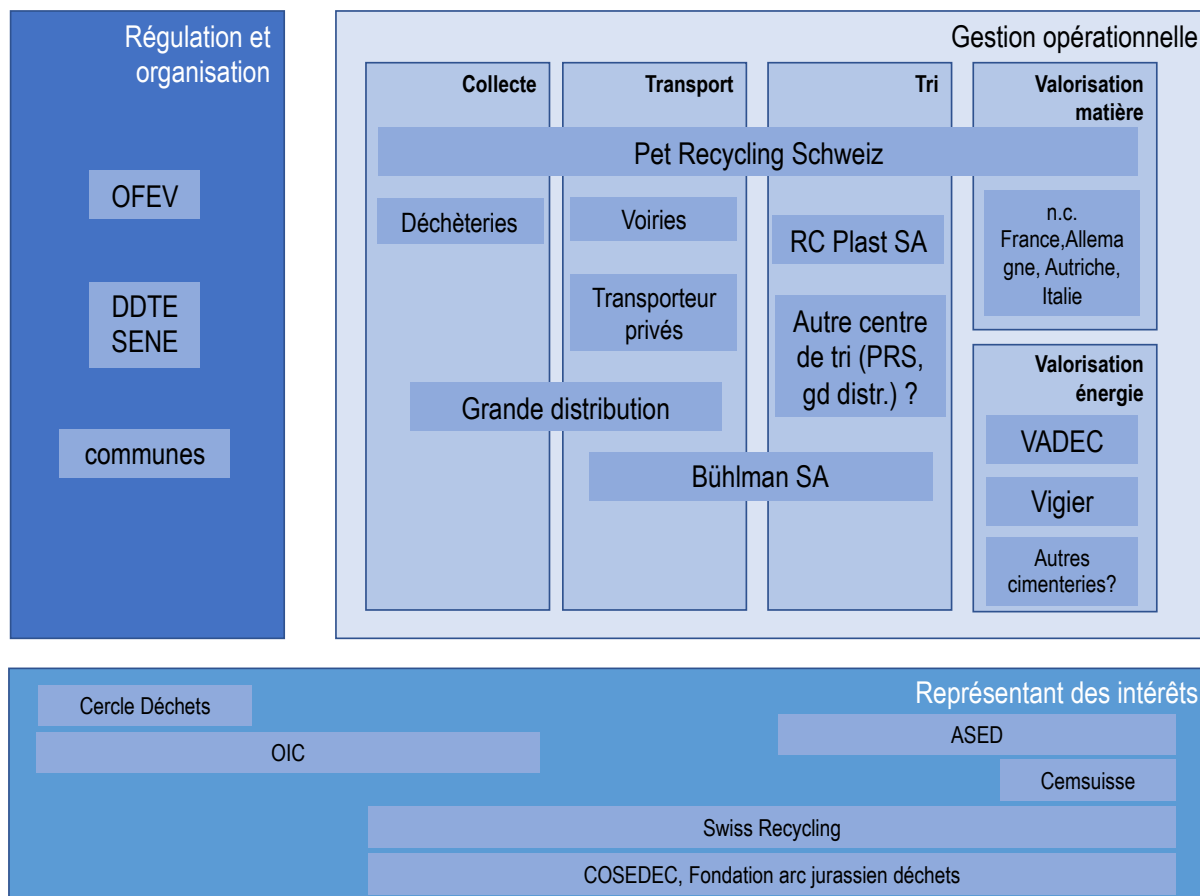 Régulation et
organisation
OFEV
DDTE
SENE
communes
Gestion opérationnelle
Collecte
Transport
Tri
Valorisation
matière
Pet Recycling Schweiz
Déchèteries
Voiries
Transporteur
privés
RC Plast SA
Autre centre
de tri (PRS,
gd distr.) ?
n.c.
France,Allema
gne, Autriche,
Italie
Grande distribution
Bühlman SA
Valorisation
énergie
VADEC
Vigier
Autres
cimenteries?
Représentant des intérêts
Cercle Déchets
OIC
ASED
Cemsuisse
Swiss Recycling
COSEDEC, Fondation arc jurassien déchets